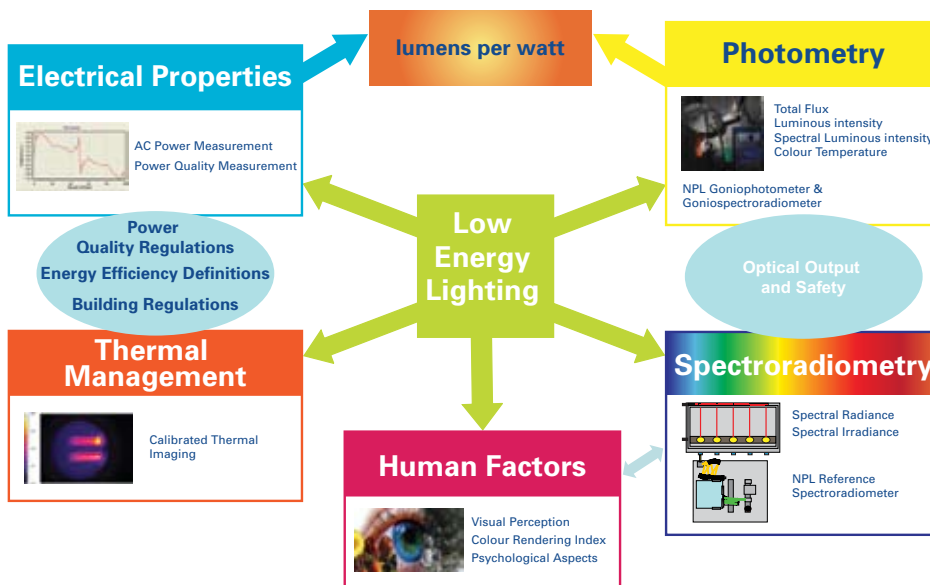 lumens per watt
Electrical Properties
AC Power Measurement
Power Quality Measurement
Photometry
Total Flux
Luminous intensity
Spectral Luminous intensity
Colour Temperature
NPL Goniophotometer &
Goniospectroradiometer
Power
Quality Regulations
Energy Efficiency Definitions
Building Regulations
Low
Energy
Lighting
Optical Output
and Safety
Thermal
Management
Calibrated Thermal
Imaging
Human Factors
Visual Perception
Colour Rendering Index
Psychological Aspects
Spectroradiometry
Spectral Radiance
Spectral Irradiance
NPL Reference
Spectroradiometer